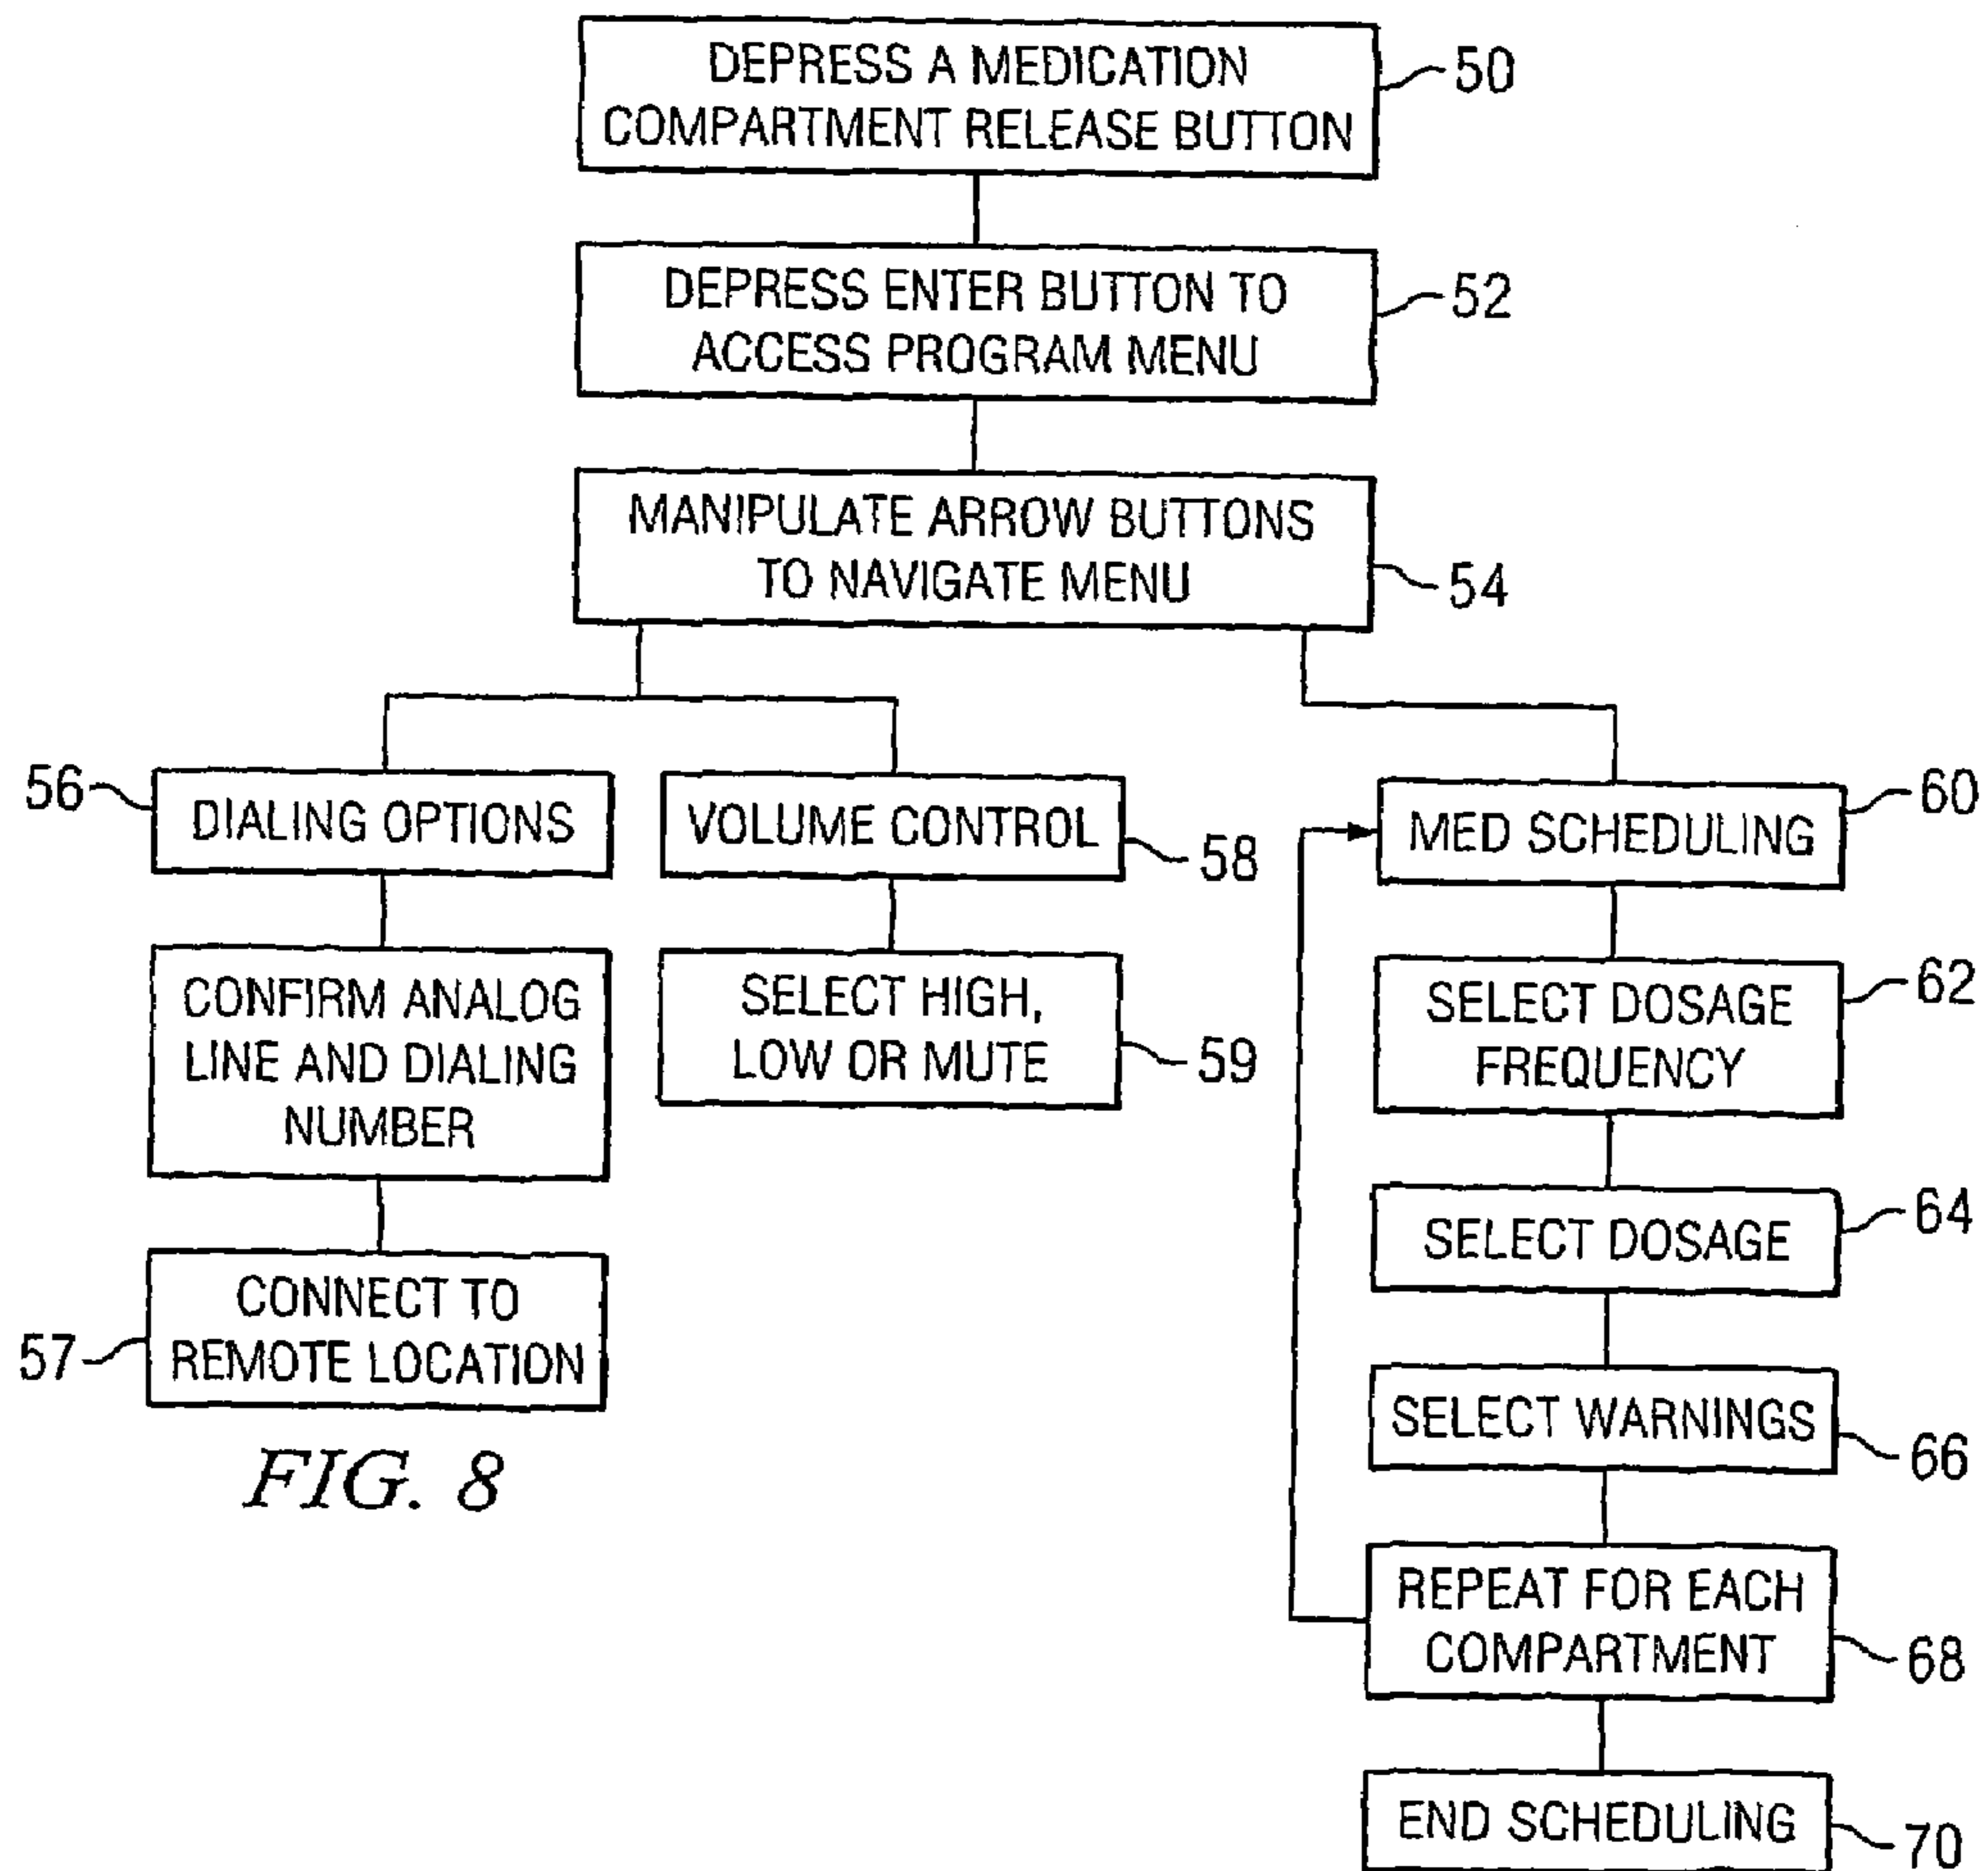 DEPRESS A MEDICATION
COMPARTMENT RELEASE BUTTON
50
DEPRESS ENTER BUTTON TO
ACCESS PROGRAM MENU
52
MANIPULATE ARROW BUTTONS
TO NAVIGATE MENU
54
56
DIALING OPTIONS
CONFIRM ANALOG
LINE AND DIALING
NUMBER
57
CONNECT TO
REMOTE LOCATION
VOLUME CONTROL
58
SELECT HIGH,
LOW OR MUTE
59
MED SCHEDULING
60
SELECT DOSAGE
FREQUENCY
62
SELECT DOSAGE
64
SELECT WARNINGS
66
REPEAT FOR EACH
COMPARTMENT
68
END SCHEDULING
70
FIG. 8